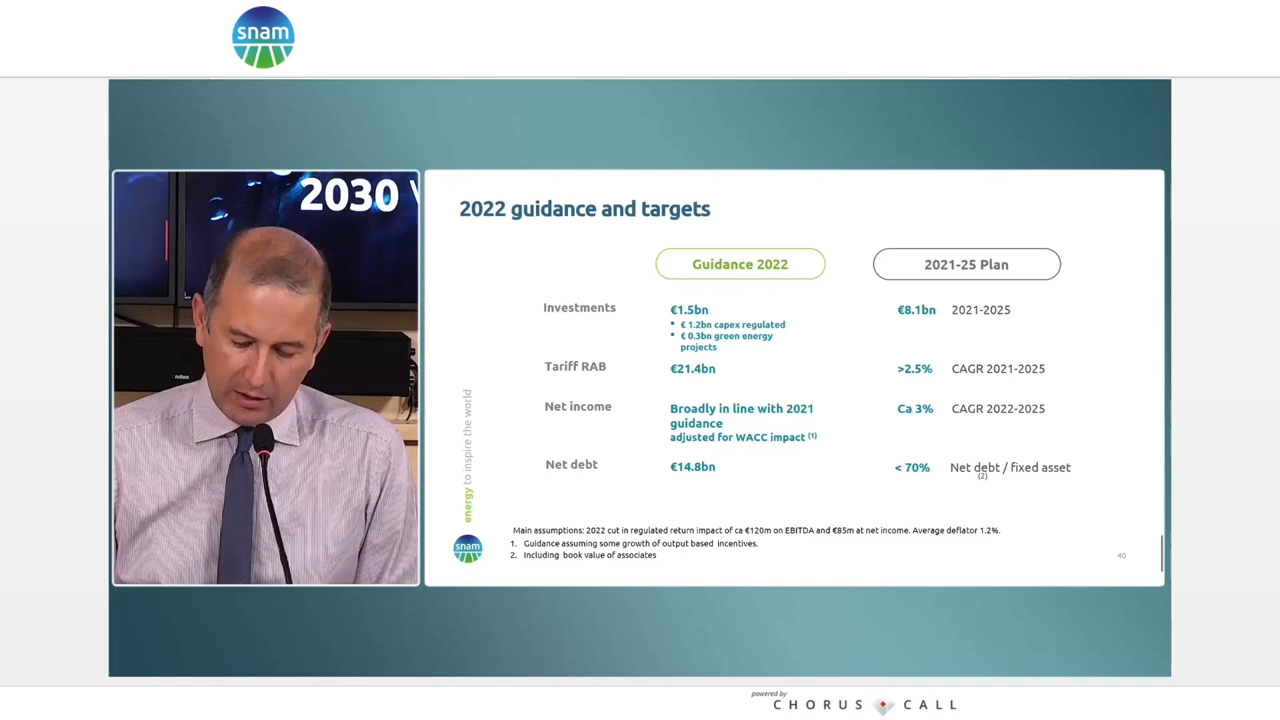 snam
2030
2022 guidance and targets
Guidance 2022
2021-25 Plan
Investments
€1.5bn
• € 1.2bn capex regulated
• € 0.3bn green energy
projects
€8.1bn 2021-2025
Tariff RAB
€21.4bn
>2.5% CAGR 2021-2025
Net income
Broadly in line with 2021
guidance
adjusted for WACC impact (1)
Ca 3% CAGR 2022-2025
Net debt
€14.8bn
< 70% Net debt / fixed asset
(2)
energy to inspire the world
Main assumptions: 2022 cut in regulated return impact of ca €120m on EBITDA and €85m at net income. Average deflator 1.2%.
1. Guidance assuming some growth of output based incentives.
2. Including book value of associates
snam
40
powered by
CHORUS CALL